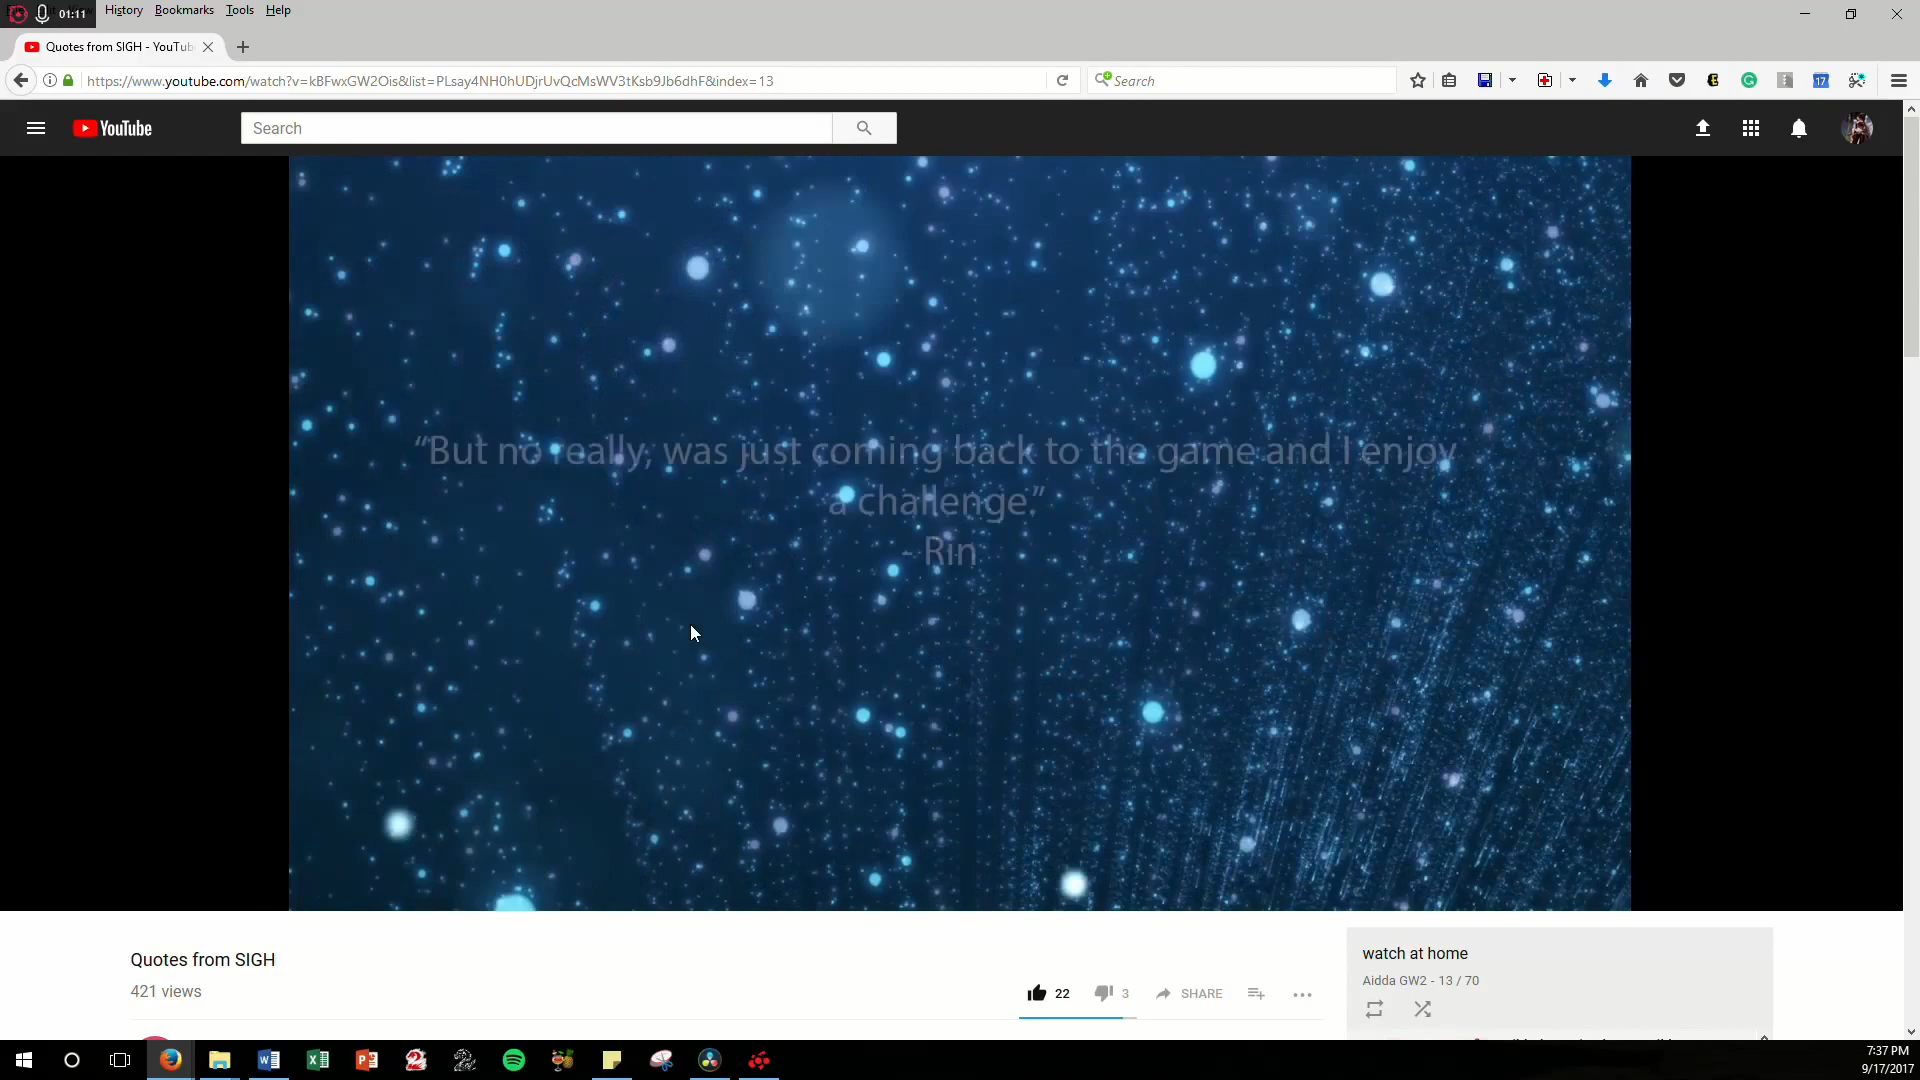 01:11
History
Bookmarks
Tools
Help
Quotes from SIGH - YouTub
https://www.youtube.com/watch?v=kBFwxGW2Ois&list=PLsay4NH0hUDjrUvQcMsWV3tKsb9Jb6dhF&index=13
Search
YouTube
Search
“But no really, was just coming back to the game and I enjoy
a challenge.”
- Rin
Quotes from SIGH
421 views
22
3
SHARE
watch at home
Aidda GW2 - 13 / 70
7:37 PM
9/17/2017